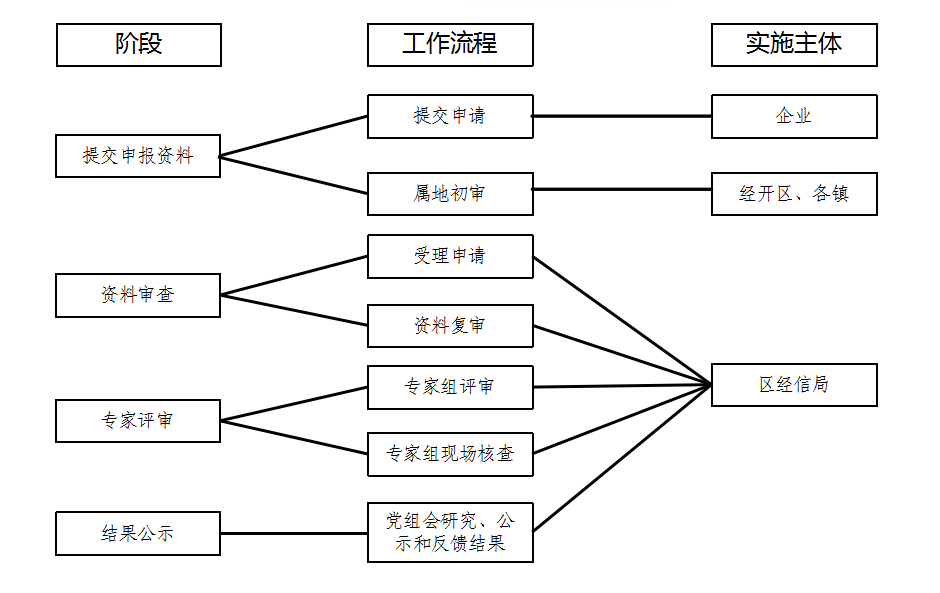 阶段
工作流程
实施主体
提交申请
企业
提交申报资料
属地初审
经开区、各镇
受理申请
资料审查
资料复审
专家组评审
区经信局
专家评审
专家组现场核查
党组会研究、公
示和反馈结果
结果公示